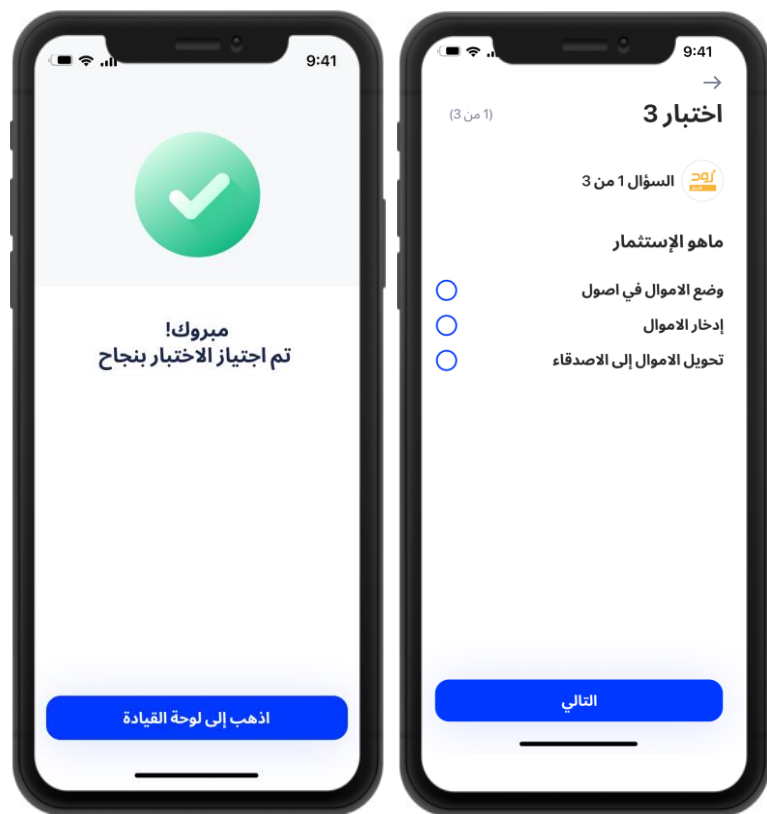 9:41
اختبار 3
(1 من 3)
زود
السؤال 1 من 3
ماهو الإستثمار
وضع الاموال في اصول
إدخار الاموال
تحويل الاموال إلى الاصدقاء
التالي
9:41
مبروك!
تم اجتياز الاختبار بنجاح
اذهب إلى لوحة القيادة